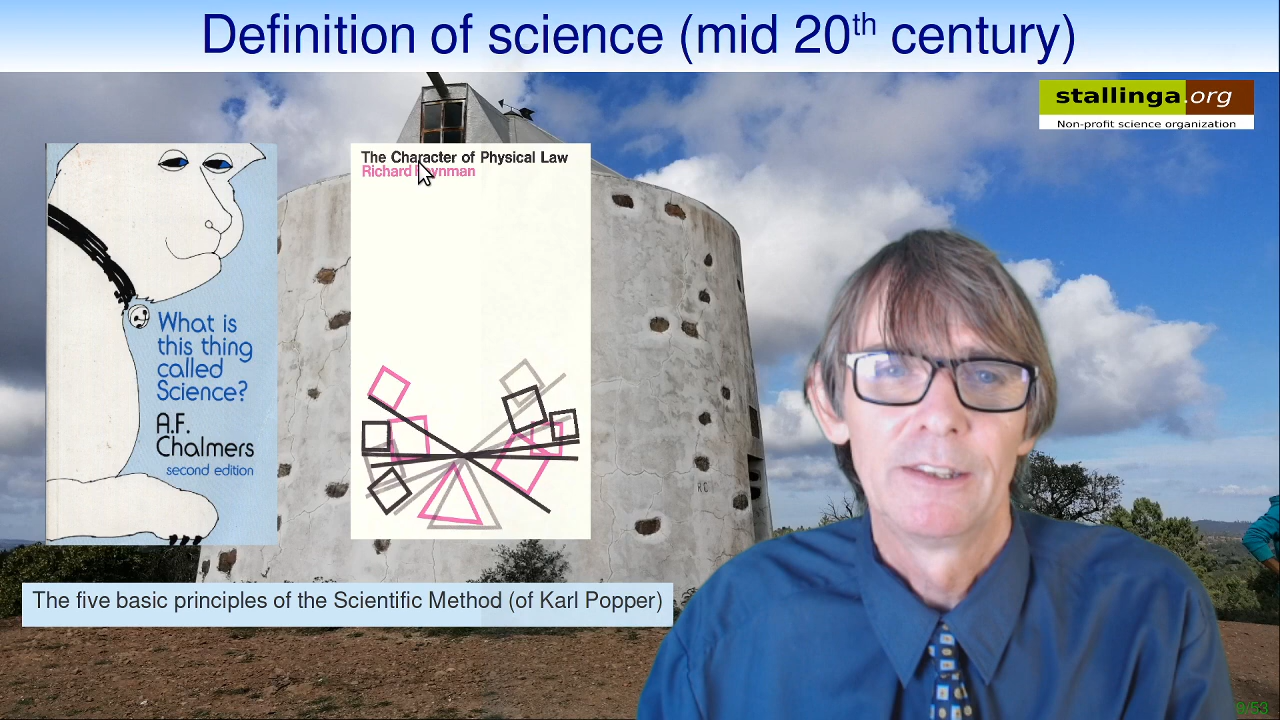 Definition of science (mid 20th century)
stallinga.org
Non-profit science organization
The Character of Physical Law
Richard
What is
this thing
called
Science?
A.F.
Chalmers
second edition
The five basic principles of the Scientific Method (of Karl Popper)
9/53